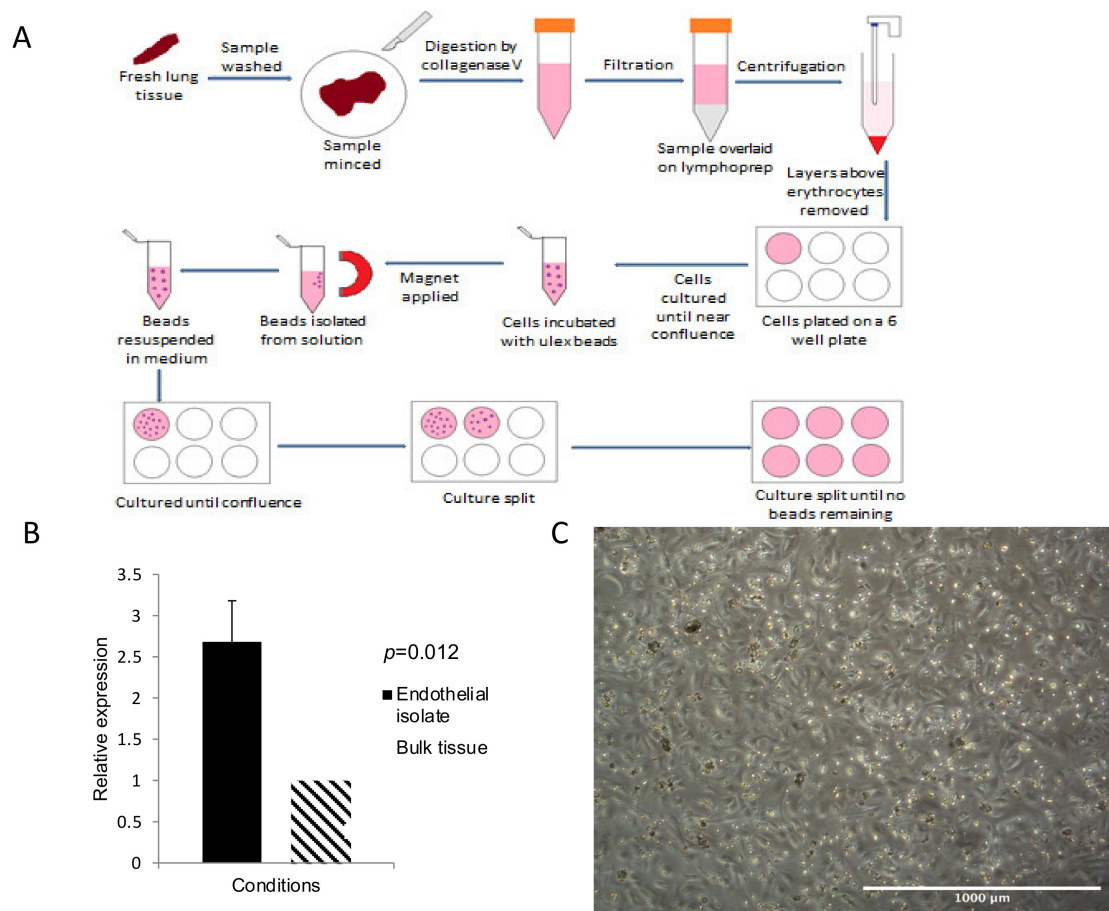 A
Fresh lung
tissue
Sample
washed
Sample
minced
Digestion by
collagenase V
Filtration
Sample overlaid
on lymphoprep
Centrifugation
Layers above
erythrocytes
removed
Cells plated on a 6
well plate
Cells
cultured
until near
confluence
Cells incubated
with ulex beads
Magnet
applied
Beads isolated
from solution
Beads
resuspended
in medium
Cultured until confluence
Culture split
Culture split until no
beads remaining
B
3.5
3
2.5
2
1.5
1
0.5
0
Relative expression
Conditions
p=0.012
Endothelial
isolate
Bulk tissue
C
1000 µm